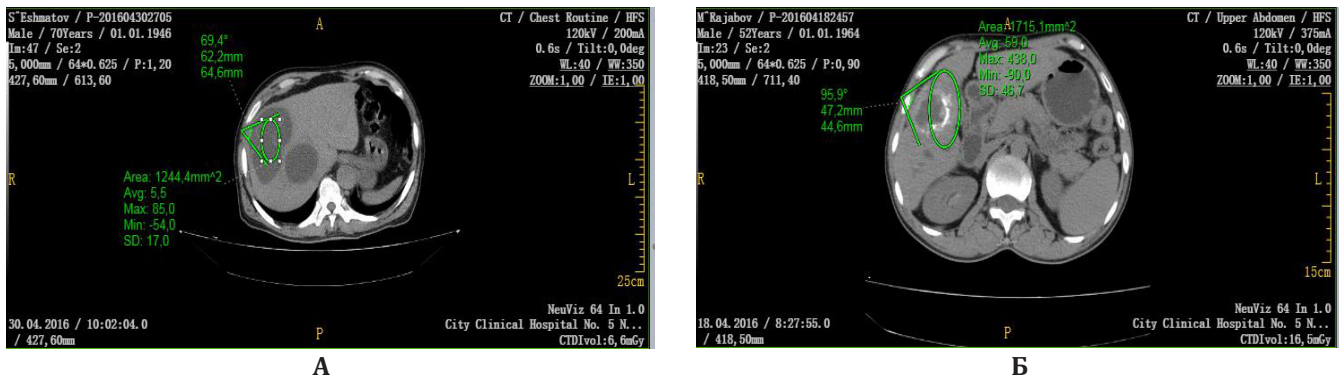 S^Eshmatov / P-201604302705
Male / 70Years / 01.01.1946
Im:47 / Se:2
5,000mm / 64*0.625 / P:1,20
427,60mm / 613,60
A
CT / Chest Routine / HFS
120kV / 200mA
0.6s / Tilt:0,0deg
WL:40 / WW:350
ZOOM:1,00 / IE:1,00
69,4°
62,2mm
64,6mm
R
L
Area: 1244,4mm^2
Avg: 5,5
Max: 85,0
Min: -54,0
SD: 17,0
25cm
NeuViz 64 In 1.0
City Clinical Hospital No. 5 N...
CTDIvol:6,6mGy
30.04.2016 / 10:02:04.0
/ 427,60mm
P
А
M^Rajabov / P-201604182457
Male / 52Years / 01.01.1964
Im:23 / Se:2
5,000mm / 64*0.625 / P:0,90
418,50mm / 711,40
A
CT / Upper Abdomen / HFS
120kV / 375mA
0.6s / Tilt:0,0deg
WL:40 / WW:350
ZOOM:1,00 / IE:1,00
Area: 1715,1mm^2
Avg: 59,0
Max: 438,0
Min: -90,0
SD: 46,7
95,9°
47,2mm
44,6mm
R
L
15cm
NeuViz 64 In 1.0
City Clinical Hospital No. 5 N...
CTDIvol:16,5mGy
18.04.2016 / 8:27:55.0
/ 418,50mm
P
Б